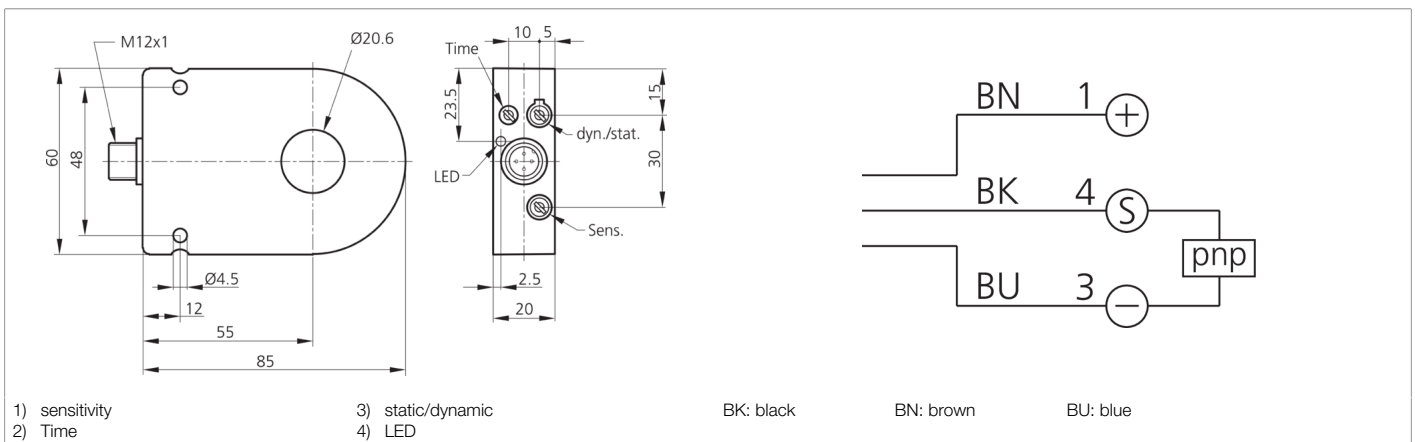 M12x1
Ø20.6
60
48
Ø4.5
12
55
85
Time
10
5
23.5
15
dyn./stat.
30
LED
Sens.
2.5
20
BN 1 +
BK 4 S
pnp
BU 3 −
1) sensitivity 3) static/dynamic BK: black BN: brown BU: blue
2) Time 4) LED